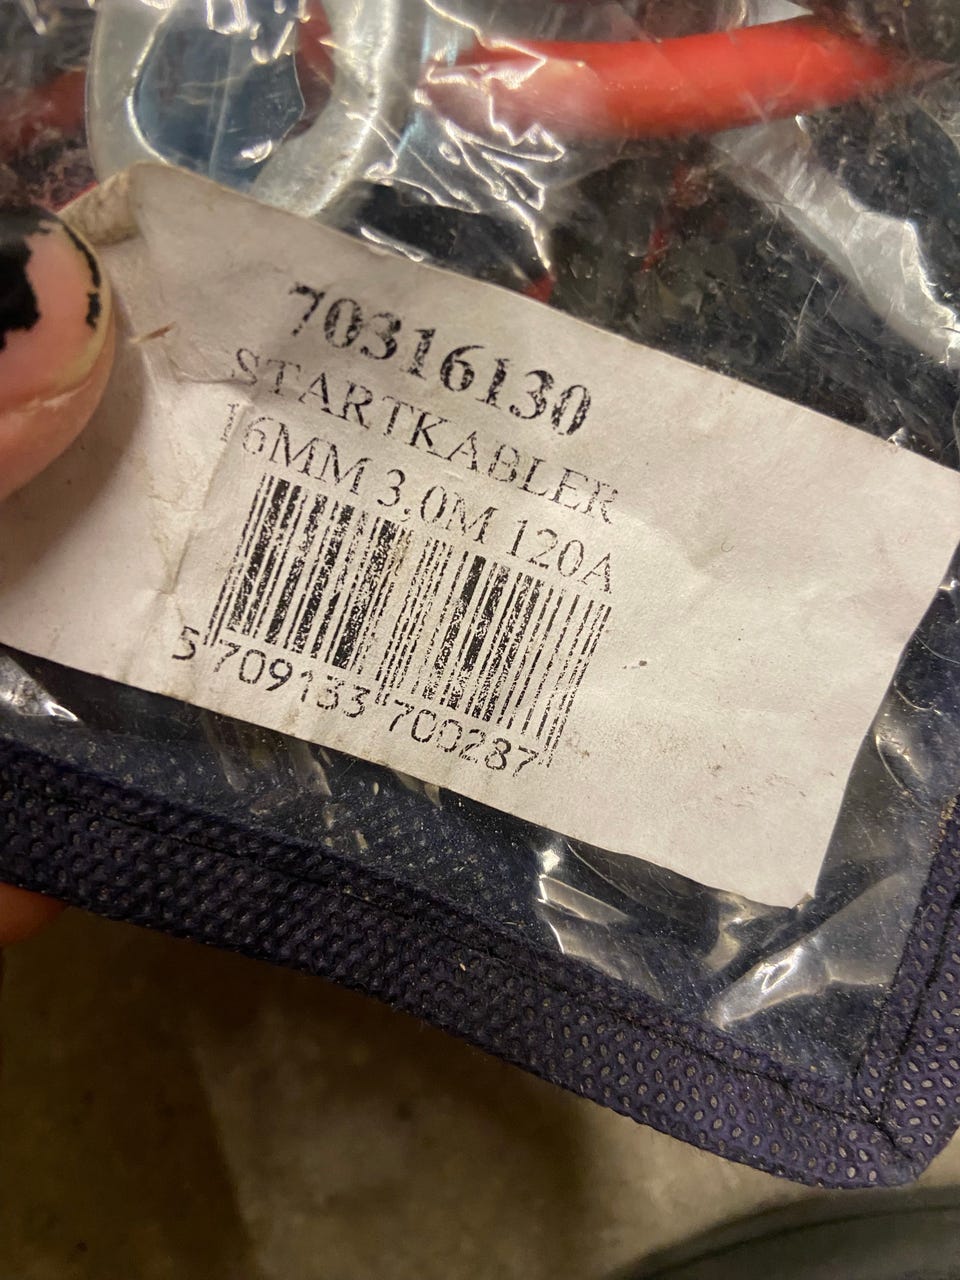 70316130
STARTKABLER
16MM 3.0M 120A
5 709133 700287